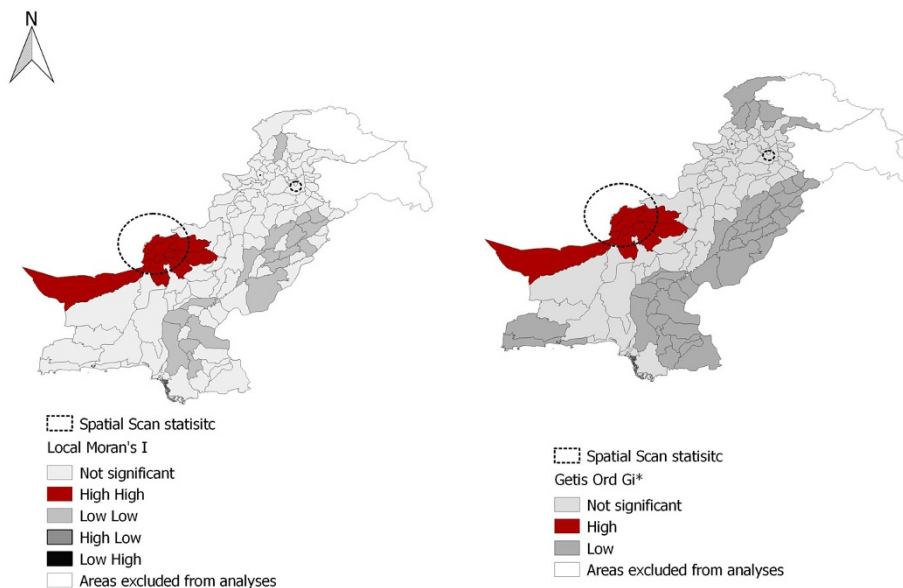 N
Spatial Scan statisitc
Local Moran's I
Not significant
High High
Low Low
High Low
Low High
Areas excluded from analyses
Spatial Scan statisitc
Getis Ord Gi*
Not significant
High
Low
Areas excluded from analyses